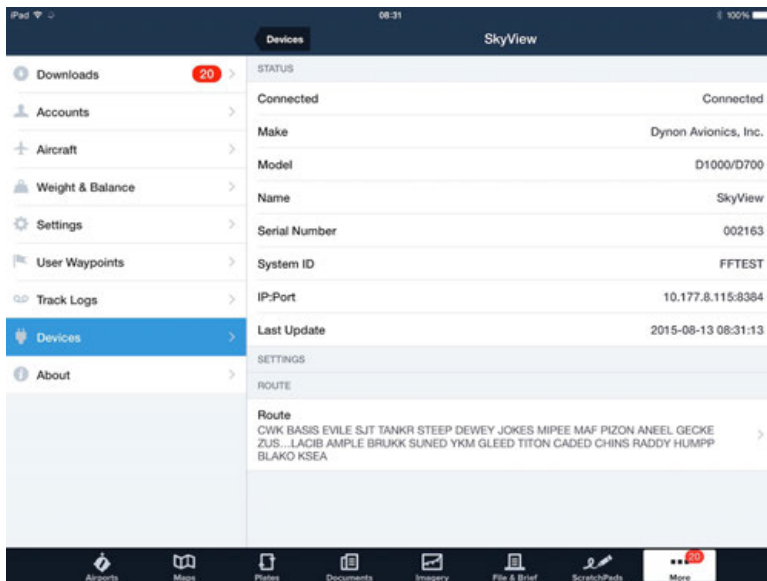 iPad 08:31 100%
Devices SkyView
Downloads 20
Accounts
Aircraft
Weight & Balance
Settings
User Waypoints
Track Logs
Devices
About
STATUS
Connected Connected
Make Dynon Avionics, Inc.
Model D1000/D700
Name SkyView
Serial Number 002163
System ID FFTEST
IP:Port 10.177.8.115:8384
Last Update 2015-08-13 08:31:13
SETTINGS
ROUTE
Route
CWK BASIS EVILE SJT TANKR STEEP DEWEY JOKES MIPEE MAF PIZON ANEEL GECKE
ZUS...LACIB AMPLE BRUKK SUNED YKM GLEED TITON CADED CHINS RADDY HUMPP
BLAKO KSEA
20
Airports Maps Plates Documents Imagery File & Brief ScratchPads More